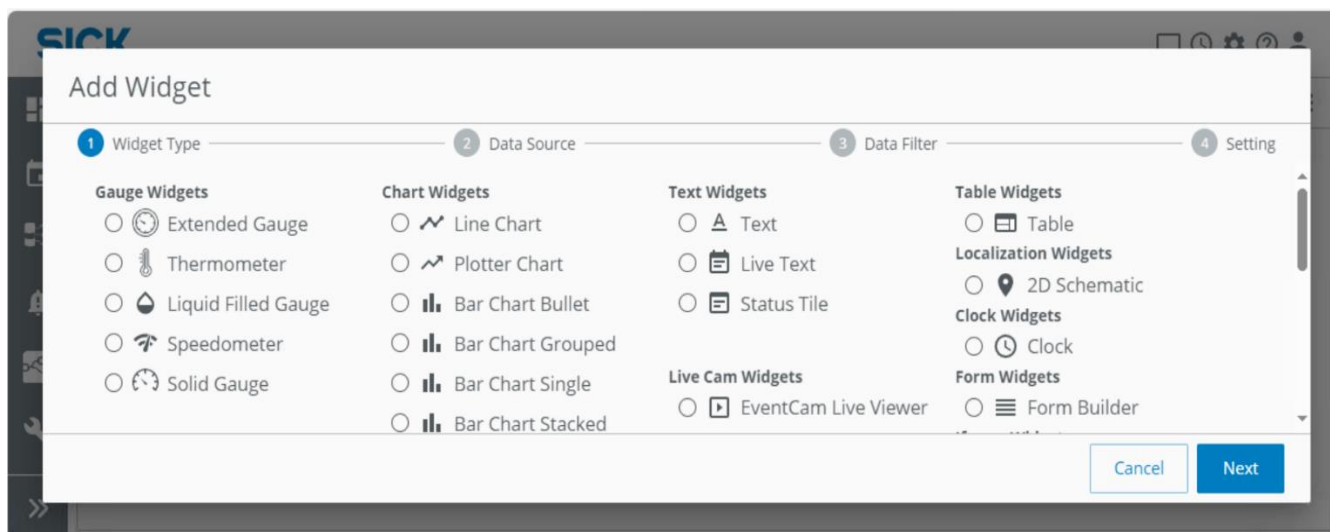 SICK
Add Widget
1 Widget Type
2 Data Source
3 Data Filter
4 Setting
Gauge Widgets
Extended Gauge
Thermometer
Liquid Filled Gauge
Speedometer
Solid Gauge
Chart Widgets
Line Chart
Plotter Chart
Bar Chart Bullet
Bar Chart Grouped
Bar Chart Single
Bar Chart Stacked
Text Widgets
Text
Live Text
Status Tile
Live Cam Widgets
EventCam Live Viewer
Table Widgets
Table
Localization Widgets
2D Schematic
Clock Widgets
Clock
Form Widgets
Form Builder
Cancel
Next